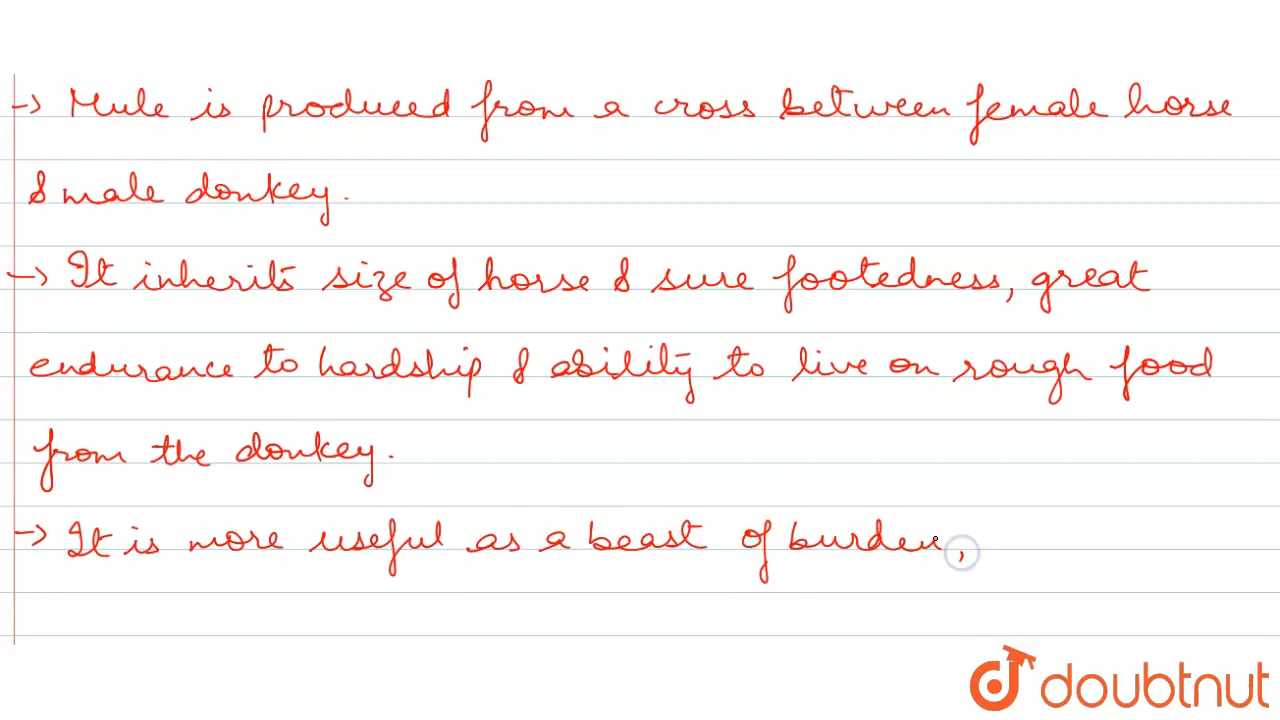 → Mule is produced from a cross between female horse
& male donkey.
→ It inherits size of horse & sure footedness, great
endurance to hardship & ability to live on rough food
from the donkey.
→ It is more useful as a beast of burden,
doubtnut